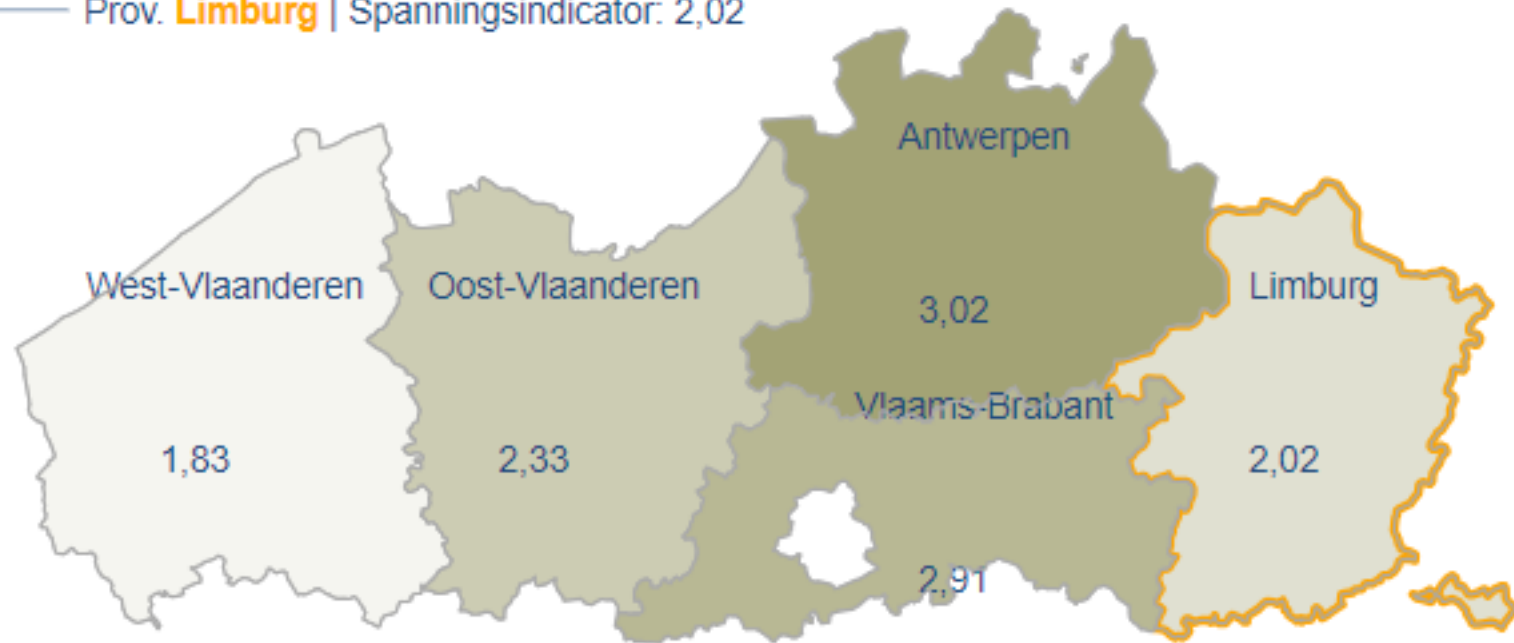 Prov. Limburg | Spanningsindicator: 2,02
Antwerpen
3,02
West-Vlaanderen
1,83
Oost-Vlaanderen
2,33
Limburg
2,02
Vlaams-Brabant
2,91